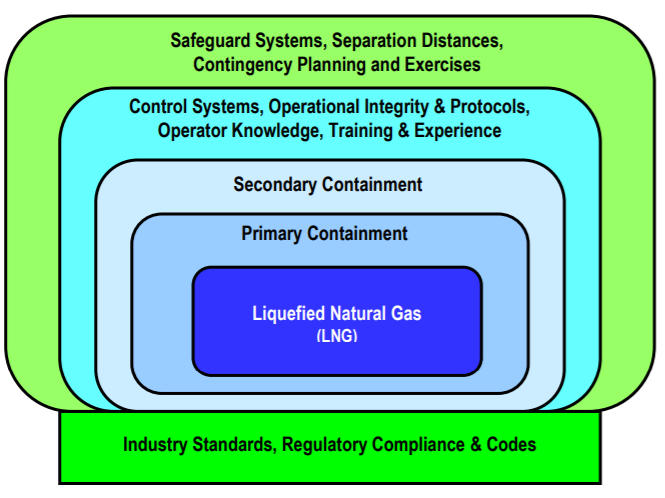 Safeguard Systems, Separation Distances,
Contingency Planning and Exercises
Control Systems, Operational Integrity & Protocols,
Operator Knowledge, Training & Experience
Secondary Containment
Primary Containment
Liquefied Natural Gas
(LNG)
Industry Standards, Regulatory Compliance & Codes